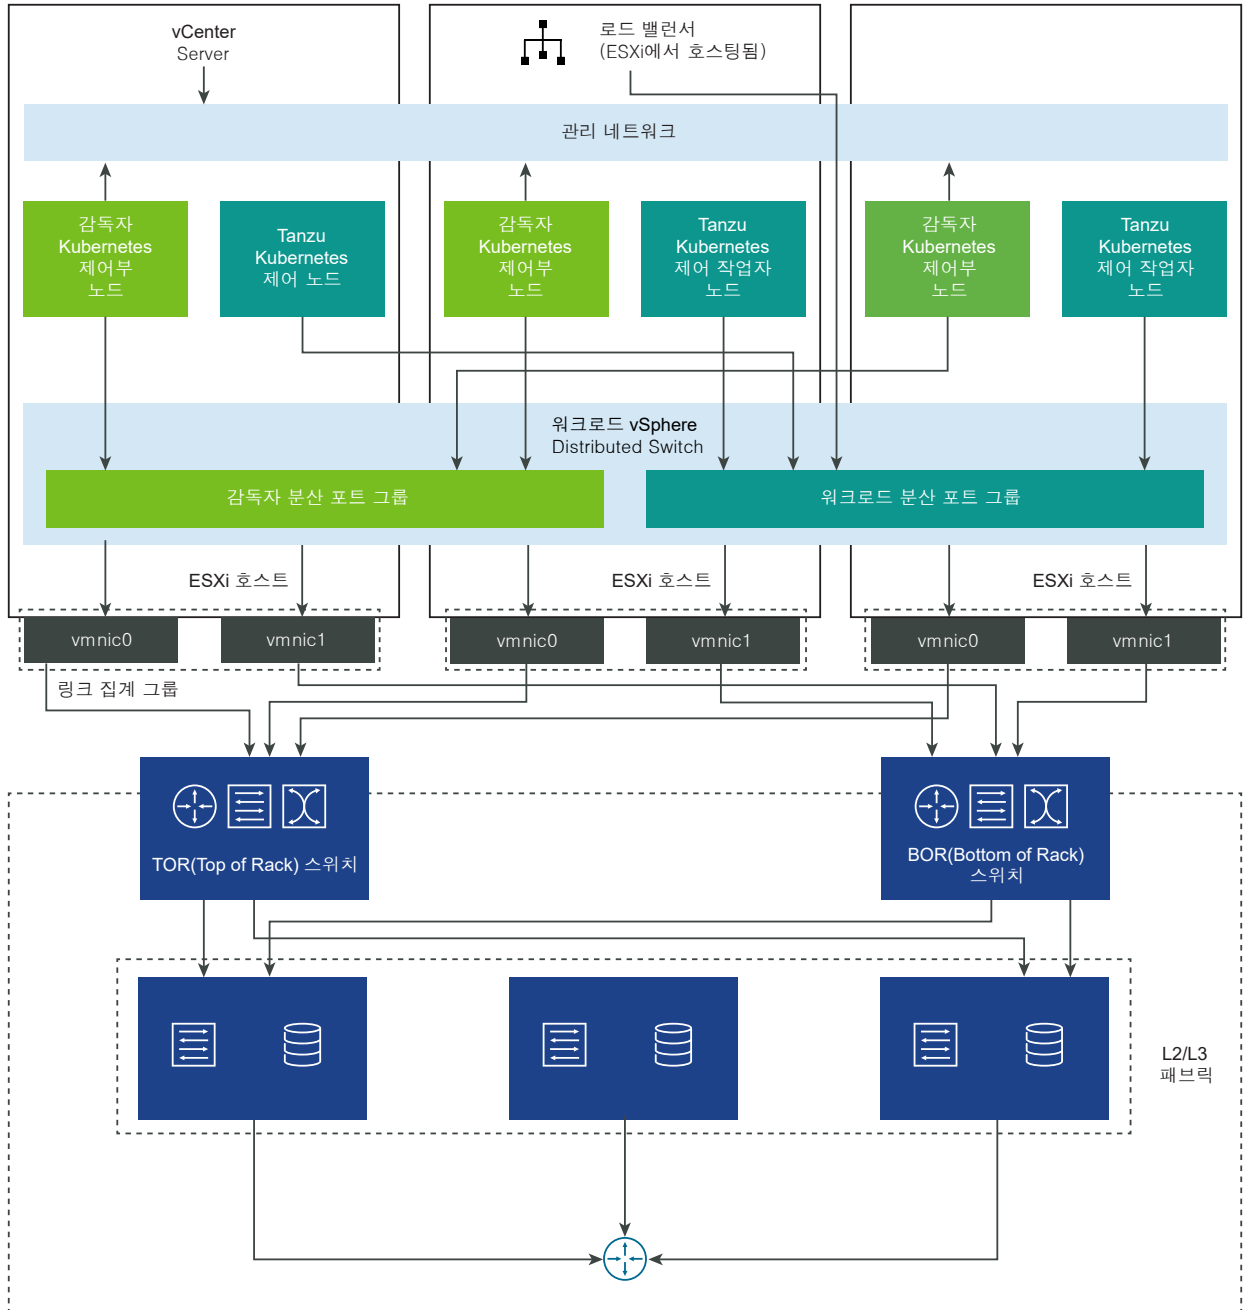 vCenter
Server
로드 밸런서
(ESXi에서 호스팅됨)
관리 네트워크
감독자
Kubernetes
제어부
노드
Tanzu
Kubernetes
제어 노드
감독자
Kubernetes
제어부
노드
Tanzu
Kubernetes
제어 작업자
노드
감독자
Kubernetes
제어부
노드
Tanzu
Kubernetes
제어 작업자
노드
워크로드 vSphere
Distributed Switch
감독자 분산 포트 그룹
워크로드 분산 포트 그룹
ESXi 호스트
ESXi 호스트
ESXi 호스트
vmnic0
vmnic1
vmnic0
vmnic1
vmnic0
vmnic1
링크 집계 그룹
TOR(Top of Rack) 스위치
BOR(Bottom of Rack)
스위치
L2/L3
패브릭